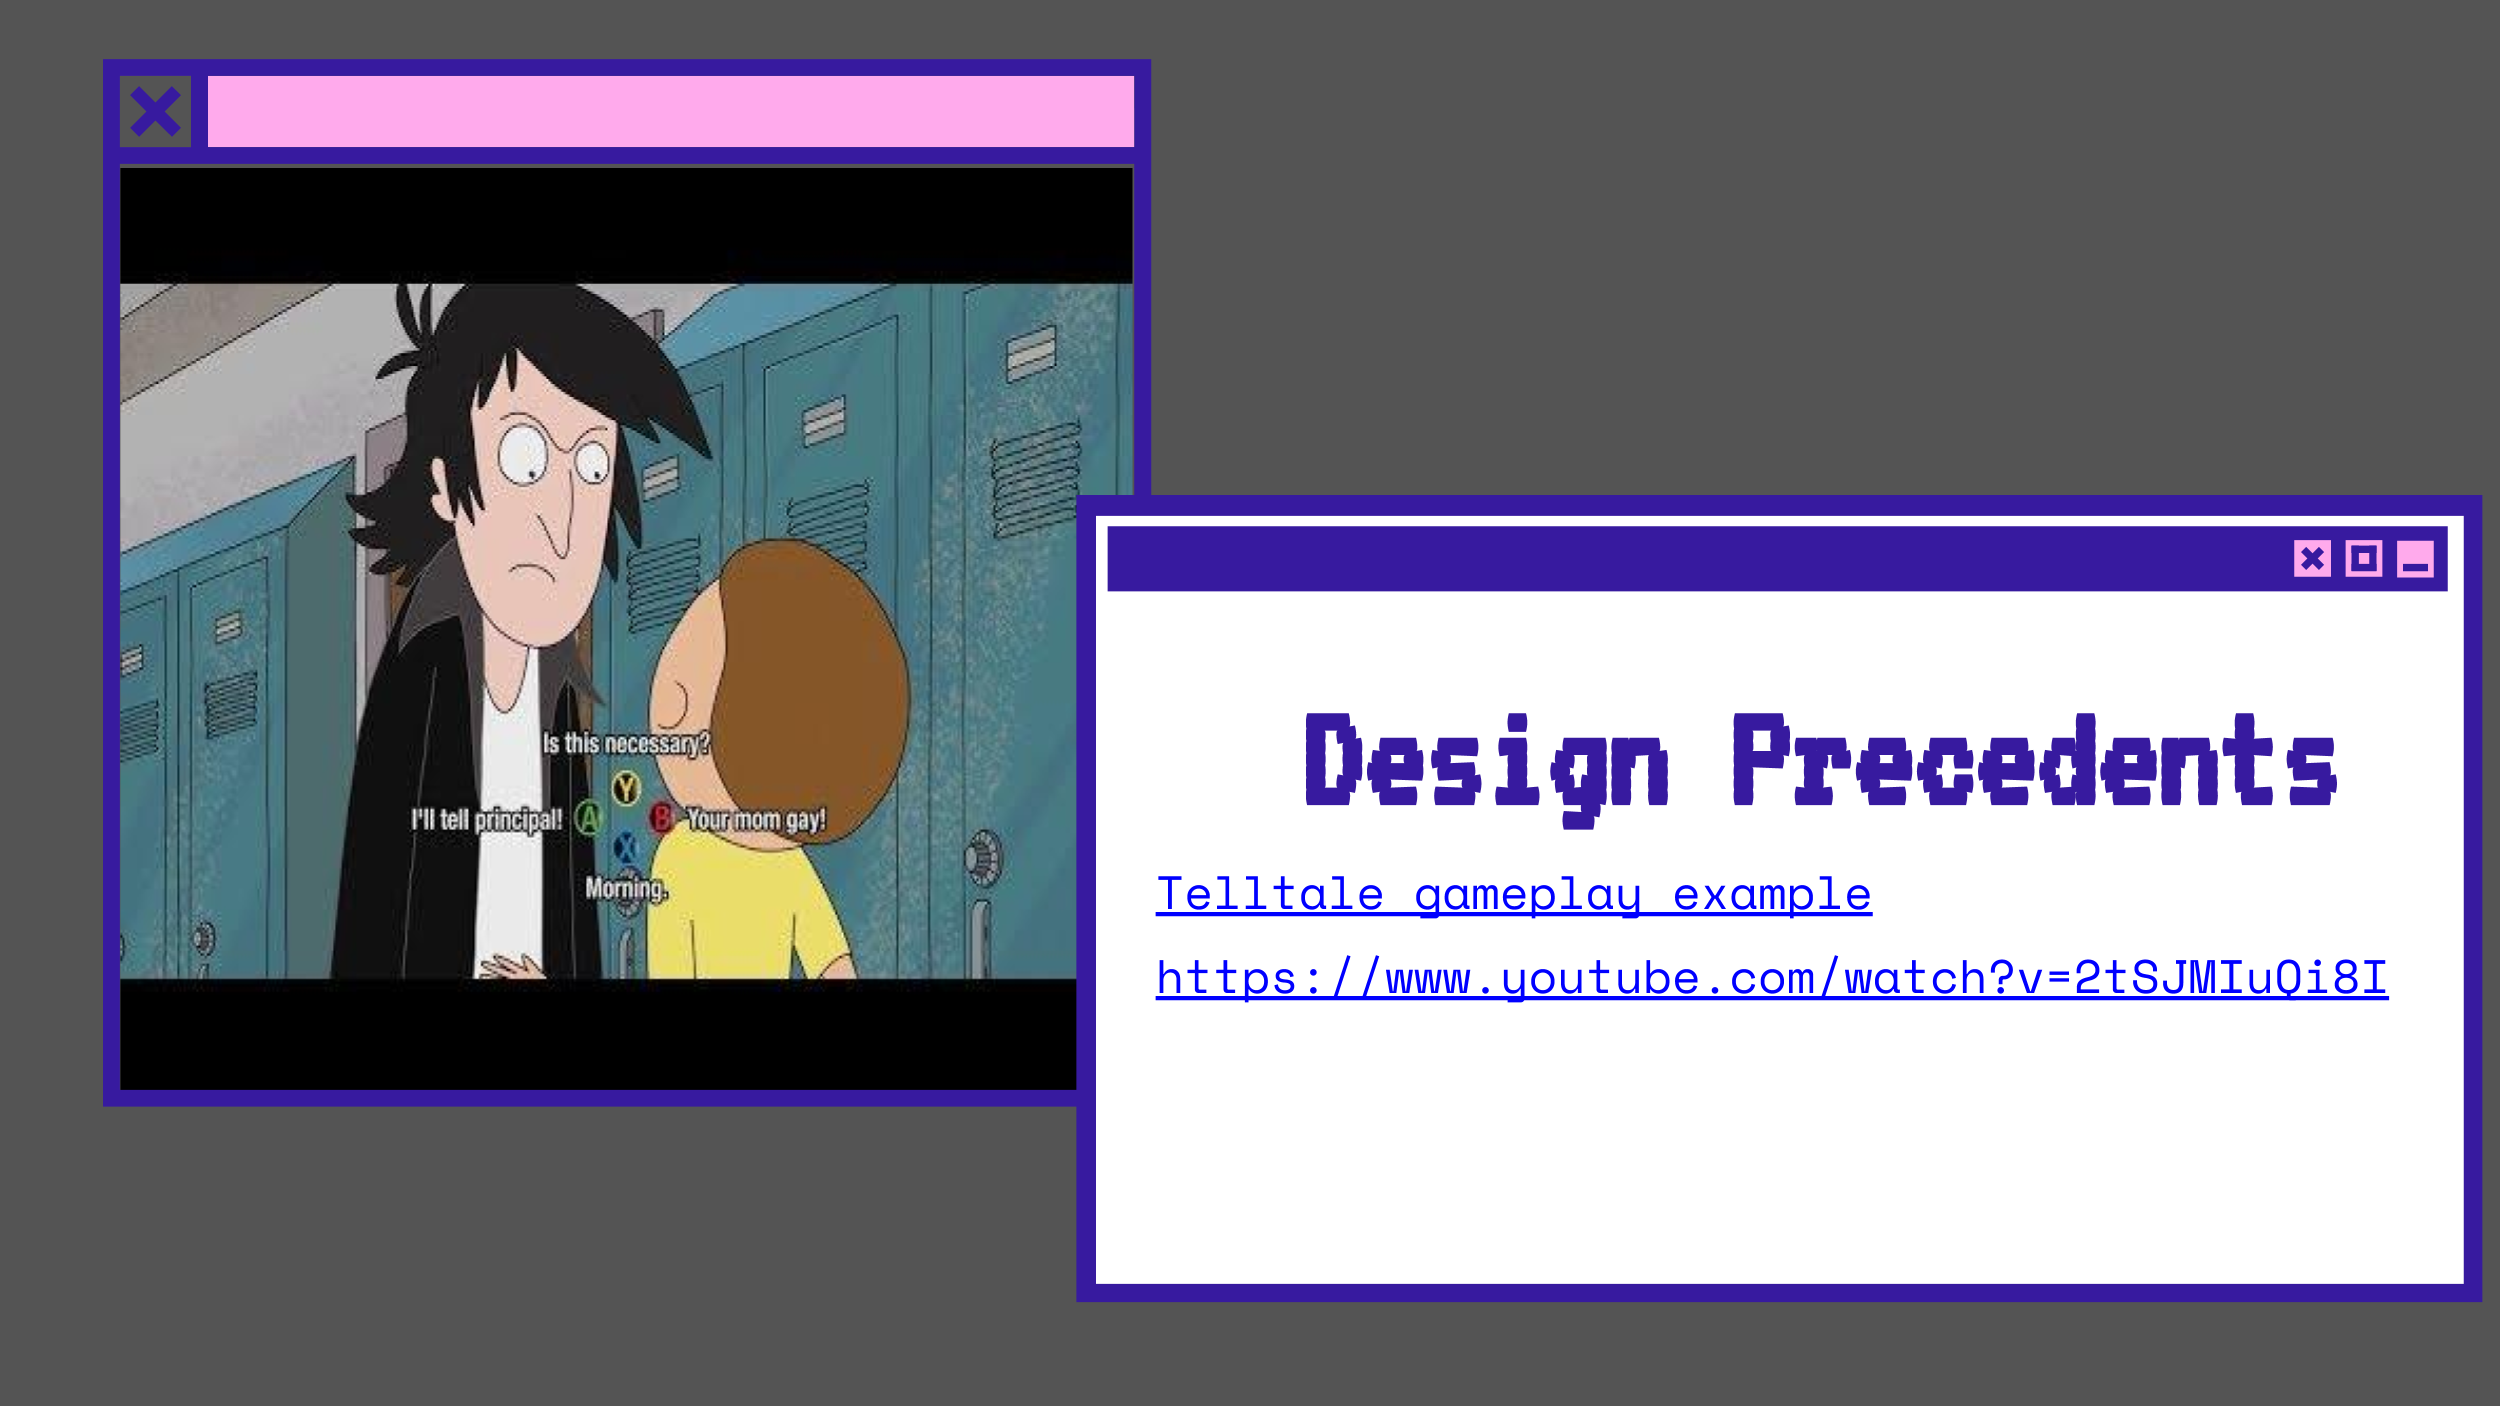 Is this necessary?
Y
I'll tell principal! A B Your mom gay!
X
Morning.
Design Precedents
Telltale gameplay example
https://www.youtube.com/watch?v=2tSJMIuQi8I